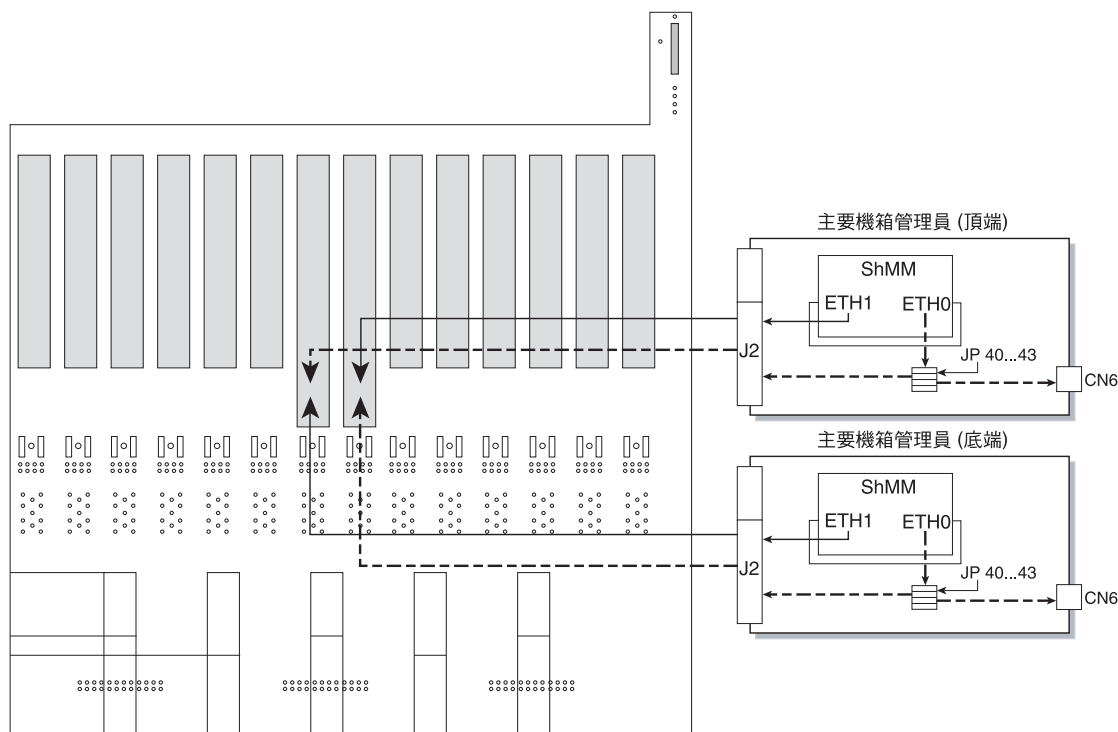 主要機箱管理員 (頂端)
ShMM
ETH1 ETH0
J2
JP 40...43
CN6
主要機箱管理員 (底端)
ShMM
ETH1 ETH0
J2
JP 40...43
CN6